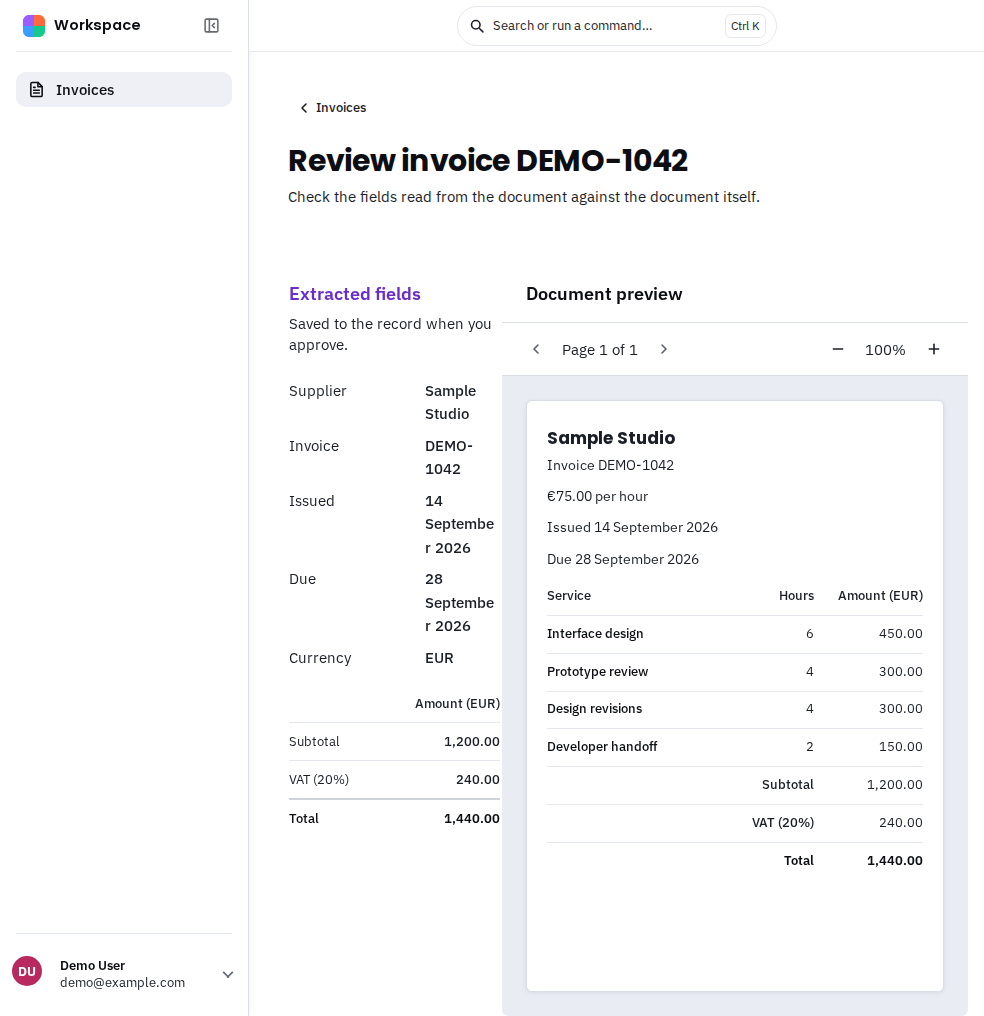 Workspace
Search or run a command...
Ctrl K
Invoices
Invoices
Review invoice DEMO-1042
Check the fields read from the document against the document itself.
Extracted fields
Saved to the record when you
approve.
Supplier
Sample
Studio
Invoice
DEMO-
1042
Issued
14
Septembe
r 2026
Due
28
Septembe
r 2026
Currency
EUR
Amount (EUR)
Subtotal 1,200.00
VAT (20%) 240.00
Total 1,440.00
Document preview
Page 1 of 1
100%
Sample Studio
Invoice DEMO-1042
€75.00 per hour
Issued 14 September 2026
Due 28 September 2026
Service Hours Amount (EUR)
Interface design 6 450.00
Prototype review 4 300.00
Design revisions 4 300.00
Developer handoff 2 150.00
Subtotal 1,200.00
VAT (20%) 240.00
Total 1,440.00
DU
Demo User
demo@example.com